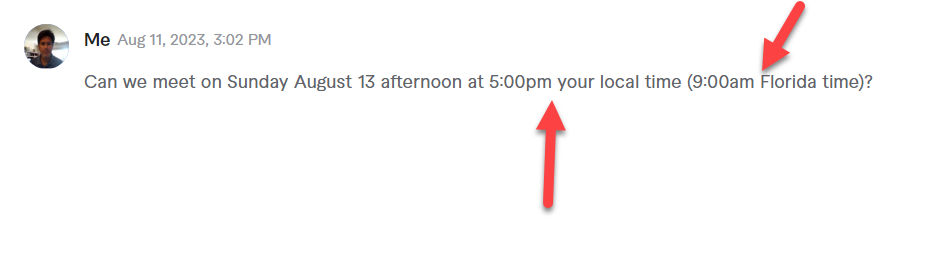 Me Aug 11, 2023, 3:02 PM
Can we meet on Sunday August 13 afternoon at 5:00pm your local time (9:00am Florida time)?